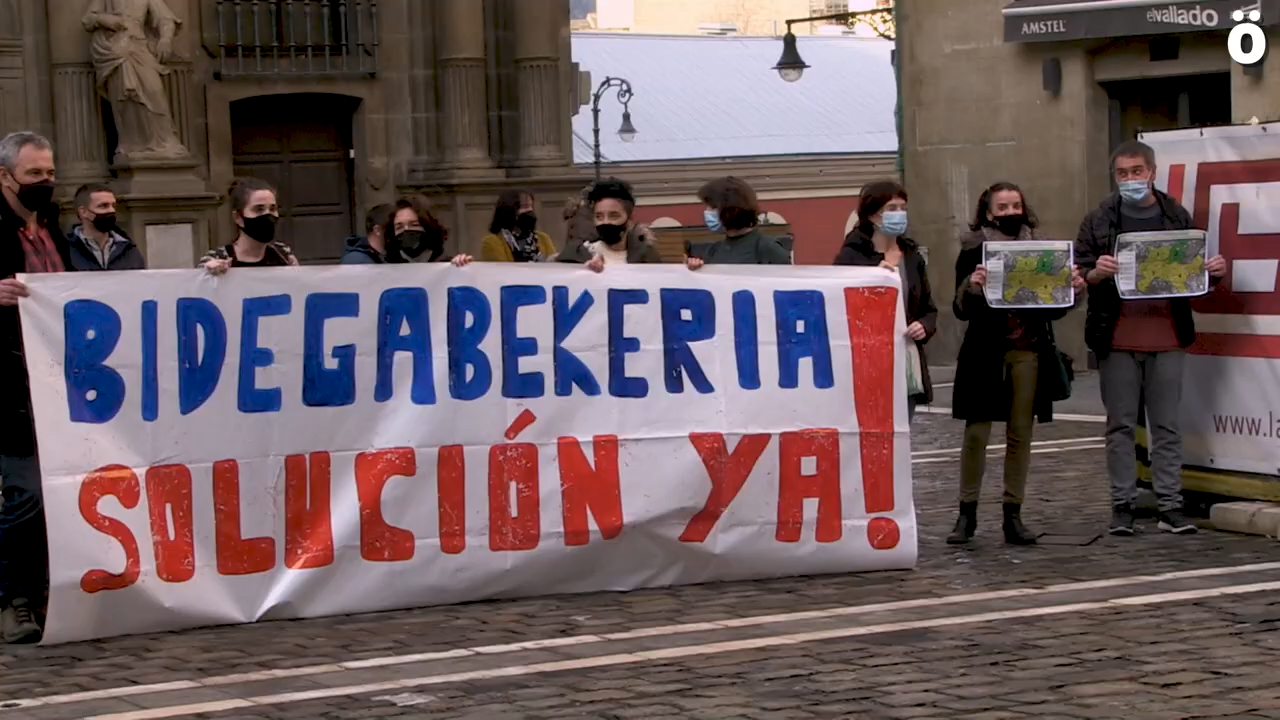 AMSTEL elvallado
ö
BIDEGABEKERIA
SOLUCIÓN YA!
www.la